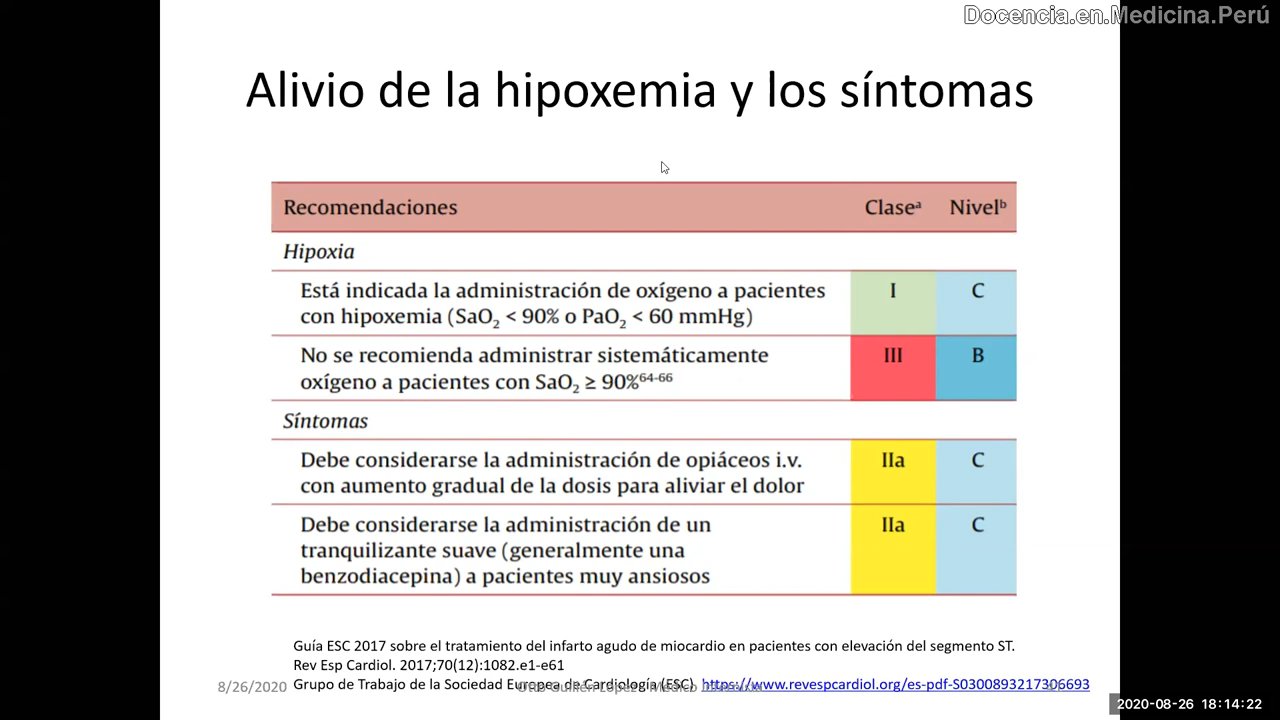 Docencia.en.Medicina.Perú
Alivio de la hipoxemia y los síntomas
Recomendaciones Claseᵃ Nivelᵇ
Hipoxia
Está indicada la administración de oxígeno a pacientes I C
con hipoxemia (SaO₂ < 90% o PaO₂ < 60 mmHg)
No se recomienda administrar sistemáticamente III B
oxígeno a pacientes con SaO₂ ≥ 90%⁶⁴⁻⁶⁶
Síntomas
Debe considerarse la administración de opiáceos i.v. IIa C
con aumento gradual de la dosis para aliviar el dolor
Debe considerarse la administración de un IIa C
tranquilizante suave (generalmente una
benzodiacepina) a pacientes muy ansiosos
Guía ESC 2017 sobre el tratamiento del infarto agudo de miocardio en pacientes con elevación del segmento ST.
Rev Esp Cardiol. 2017;70(12):1082.e1-e61
8/26/2020 Grupo de Trabajo de la Sociedad Europea de Cardiología (ESC) https://www.revespcardiol.org/es-pdf-S0300893217306693
2020-08-26 18:14:22